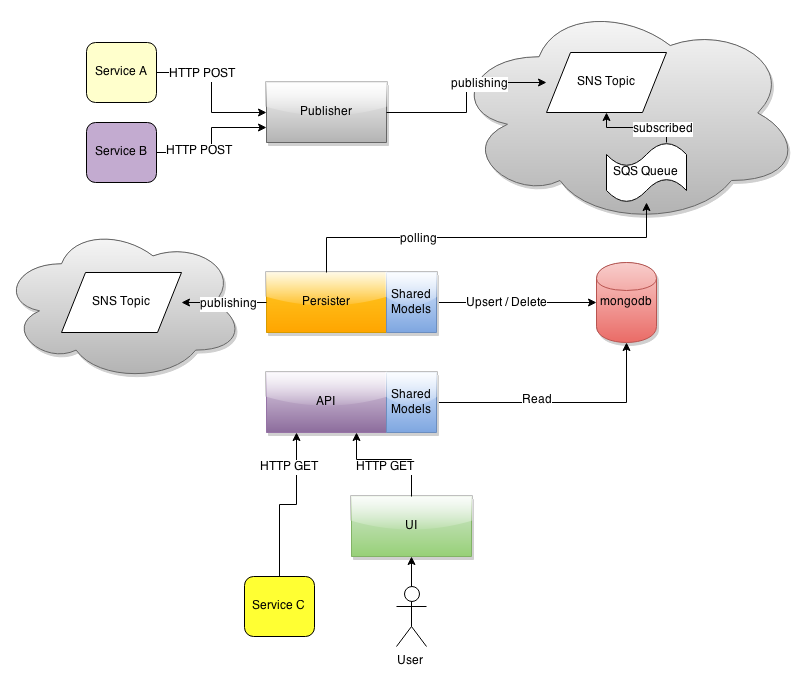 Service A
HTTP POST
Publisher
publishing
SNS Topic
Service B
HTTP POST
subscribed
SQS Queue
polling
SNS Topic
publishing
Persister
Shared
Models
Upsert / Delete
mongodb
API
Shared
Models
Read
HTTP GET
HTTP GET
UI
Service C
User